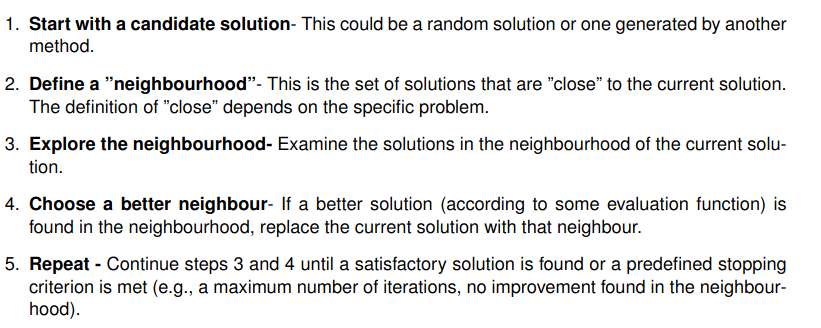 1. Start with a candidate solution- This could be a random solution or one generated by another
method.
2. Define a ”neighbourhood”- This is the set of solutions that are ”close” to the current solution.
The definition of ”close” depends on the specific problem.
3. Explore the neighbourhood- Examine the solutions in the neighbourhood of the current solu-
tion.
4. Choose a better neighbour- If a better solution (according to some evaluation function) is
found in the neighbourhood, replace the current solution with that neighbour.
5. Repeat - Continue steps 3 and 4 until a satisfactory solution is found or a predefined stopping
criterion is met (e.g., a maximum number of iterations, no improvement found in the neighbour-
hood).